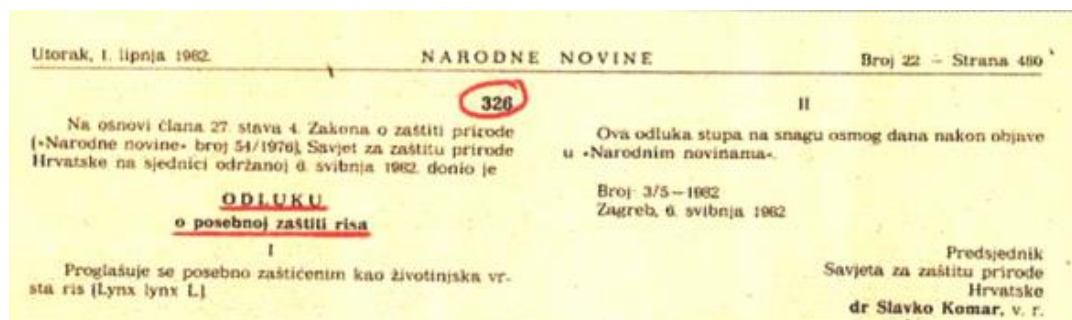 Utorak, 1. lipnja 1982.
NARODNE NOVINE
Broj 22 — Strana 460
326
Na osnovi člana 27. stava 4. Zakona o zaštiti prirode
(»Narodne novine« broj 54/1976), Savjet za zaštitu prirode
Hrvatske na sjednici održanoj 6. svibnja 1982. donio je
ODLUKU
o posebnoj zaštiti risa
I
Proglašuje se posebno zaštićenim kao životinjska vr-
sta ris (Lynx lynx L.)
II
Ova odluka stupa na snagu osmog dana nakon objave
u »Narodnim novinama«.
Broj: 3/5—1982
Zagreb, 6. svibnja 1982
Predsjednik
Savjeta za zaštitu prirode
Hrvatske
dr Slavko Komar, v. r.